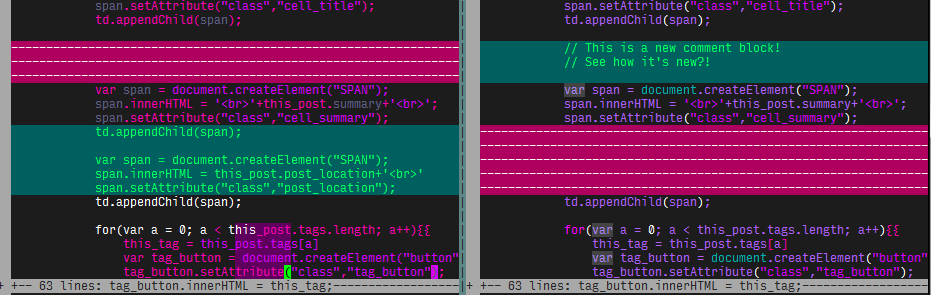 span.setAttribute("class","cell_title");
td.appendChild(span);
var span = document.createElement("SPAN");
span.innerHTML = '<br>'+this_post.summary+'<br>';
span.setAttribute("class","cell_summary");
td.appendChild(span);
var span = document.createElement("SPAN");
span.innerHTML = this_post.post_location+'<br>'
span.setAttribute("class","post_location");
td.appendChild(span);
for(var a = 0; a < this_post.tags.length; a++){{
this_tag = this_post.tags[a]
var tag_button = document.createElement("button"
tag_button.setAttribute("class","tag_button");
+ +-- 63 lines: tag_button.innerHTML = this_tag;------------------
span.setAttribute("class","cell_title");
td.appendChild(span);
// This is a new comment block!
// See how it's new?!
var span = document.createElement("SPAN");
span.innerHTML = '<br>'+this_post.summary+'<br>';
span.setAttribute("class","cell_summary");
td.appendChild(span);
for(var a = 0; a < this_post.tags.length; a++){{
this_tag = this_post.tags[a]
var tag_button = document.createElement("button"
tag_button.setAttribute("class","tag_button");
+ +-- 63 lines: tag_button.innerHTML = this_tag;------------------